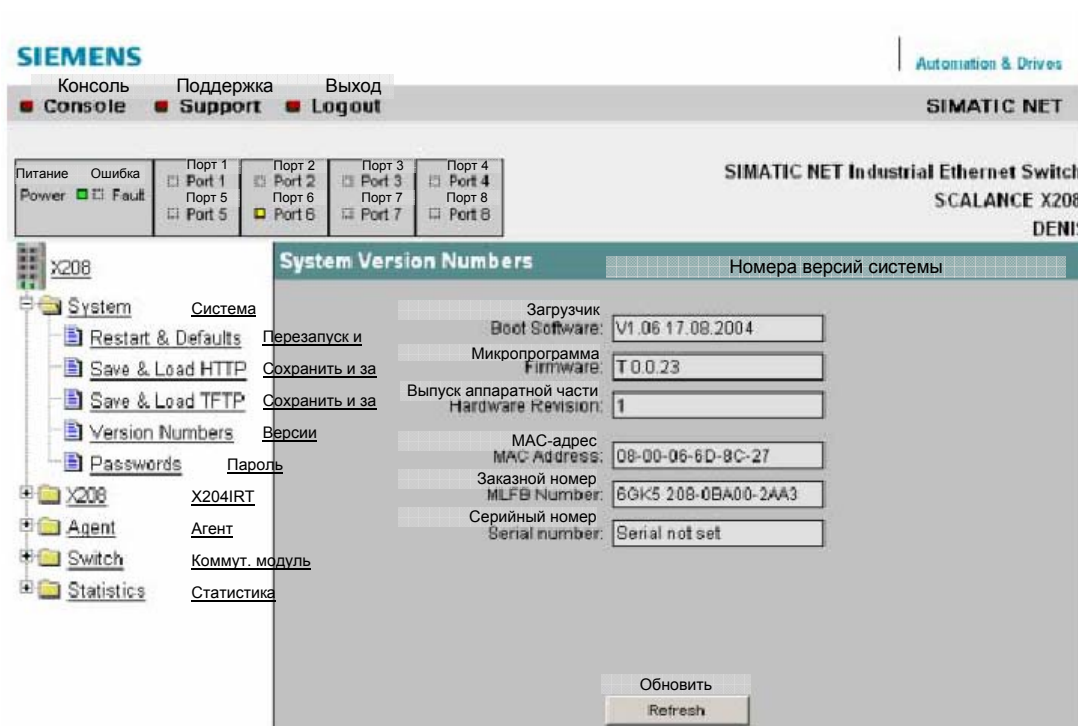 SIEMENS
Automation & Drives
Консоль Поддержка Выход
Console Support Logout
SIMATIC NET
Питание Ошибка
Power Fault
Порт 1 Порт 2 Порт 3 Порт 4
Port 1 Port 2 Port 3 Port 4
Порт 5 Порт 6 Порт 7 Порт 8
Port 5 Port 6 Port 7 Port 8
SIMATIC NET Industrial Ethernet Switch
SCALANCE X208
DENI
X208
System Система
Restart & Defaults Перезапуск и
Save & Load HTTP Сохранить и за
Save & Load TFTP Сохранить и за
Version Numbers Версии
Passwords Пароль
X208 X204IRT
Agent Агент
Switch Коммут. модуль
Statistics Статистика
System Version Numbers Номера версий системы
Загрузчик
Boot Software: V1.06 17.08.2004
Микропрограмма
Firmware: T 0.0.23
Выпуск аппаратной части
Hardware Revision: 1
МАС-адрес
MAC Address: 08-00-06-6D-8C-27
Заказной номер
MLFB Number: 6GK5 208-0BA00-2AA3
Серийный номер
Serial number: Serial not set
Обновить
Refresh